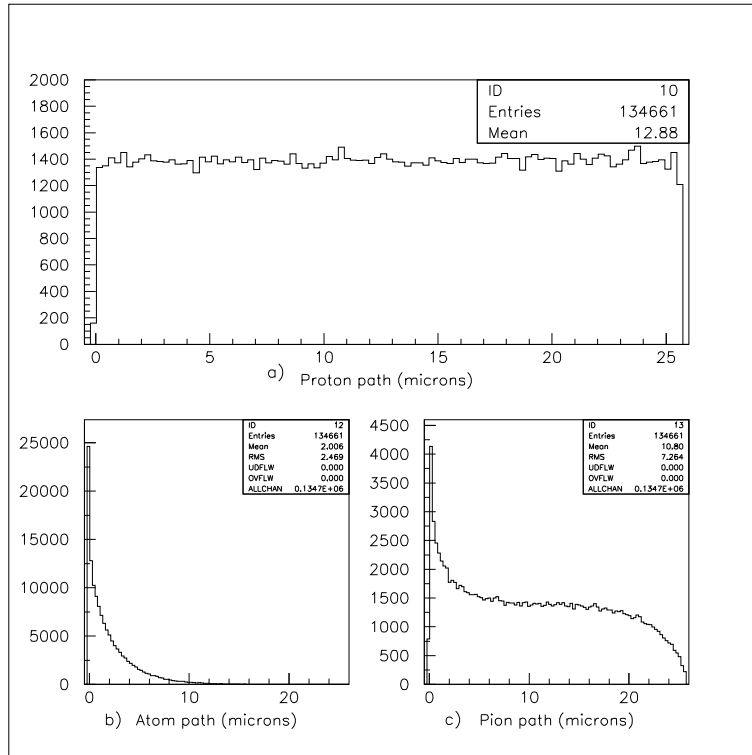 2000
1800
1600
1400
1200
1000
800
600
400
200
0
ID 10
Entries 134661
Mean 12.88
0 5 10 15 20 25
a) Proton path (microns)
25000
20000
15000
10000
5000
0
ID 12
Entries 134661
Mean 2.006
RMS 2.469
UDFLW 0.000
OVFLW 0.000
ALLCHAN 0.1347E+06
0 10 20
b) Atom path (microns)
4500
4000
3500
3000
2500
2000
1500
1000
500
0
ID 13
Entries 134661
Mean 10.80
RMS 7.264
UDFLW 0.000
OVFLW 0.000
ALLCHAN 0.1347E+06
0 10 20
c) Pion path (microns)